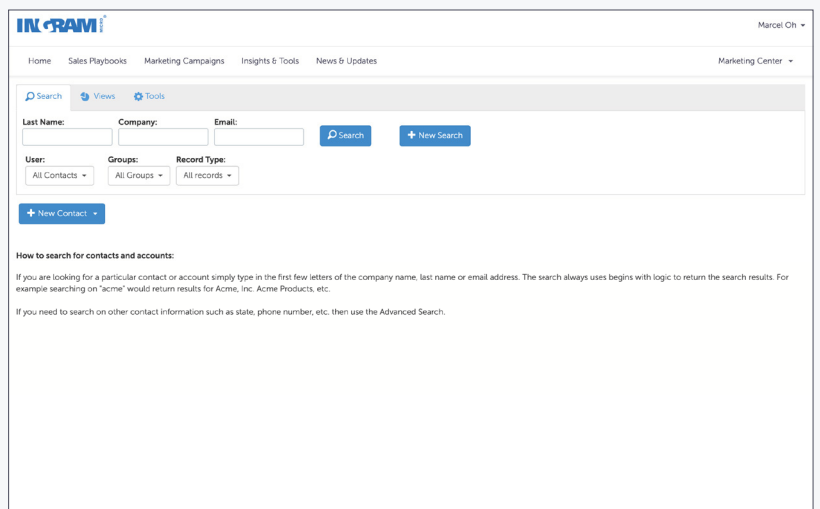 INGRAM MICRO
Marcel Oh
Home Sales Playbooks Marketing Campaigns Insights & Tools News & Updates Marketing Center
Search Views Tools
Last Name: Company: Email:
Search + New Search
User: Groups: Record Type:
All Contacts All Groups All records
+ New Contact
How to search for contacts and accounts:
If you are looking for a particular contact or account simply type in the first few letters of the company name, last name or email address. The search always uses begins with logic to return the search results. For
example searching on "acme" would return results for Acme, Inc. Acme Products, etc.
If you need to search on other contact information such as state, phone number, etc. then use the Advanced Search.